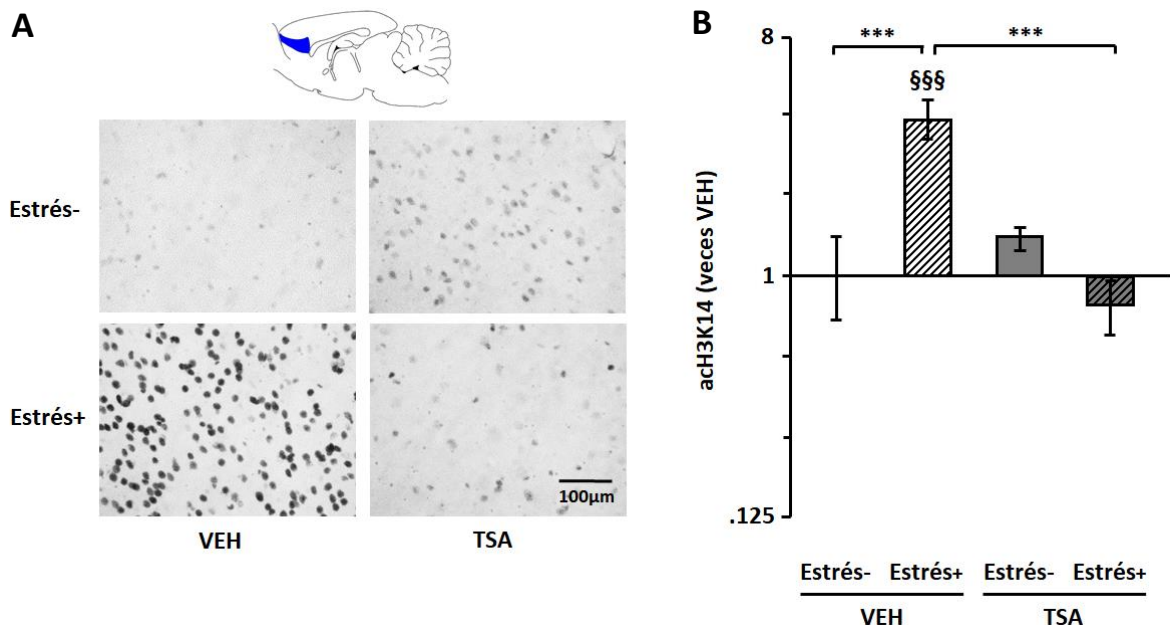 A
Estrés-
Estrés+
100µm
VEH TSA
B
8
*** ***
§§§
acH3K14 (veces VEH)
1
.125
Estrés- Estrés+ Estrés- Estrés+
VEH TSA